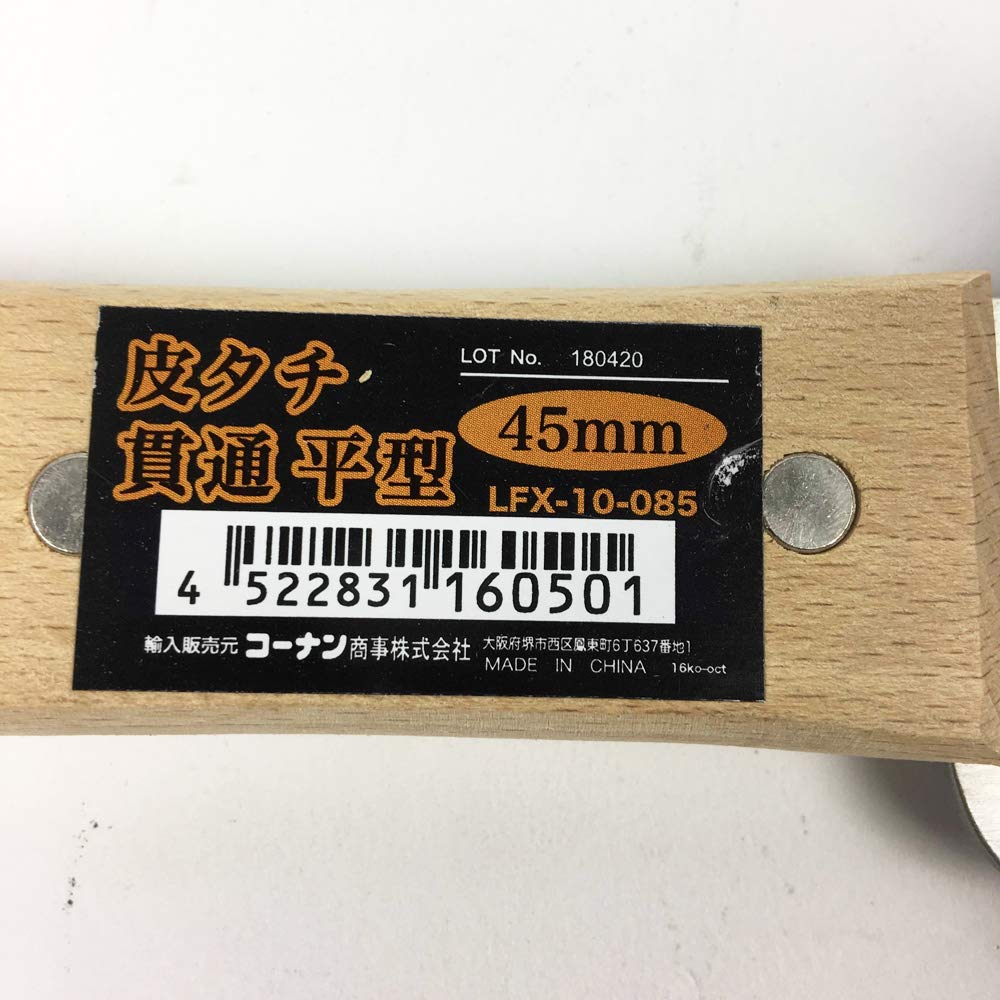 皮タチ
貫通 平型
LOT No. 180420
45mm
LFX-10-085
4 522831 160501
輸入販売元 コーナン商事株式会社
大阪府堺市西区鳳東町6丁637番地1
MADE IN CHINA 16ko-oct